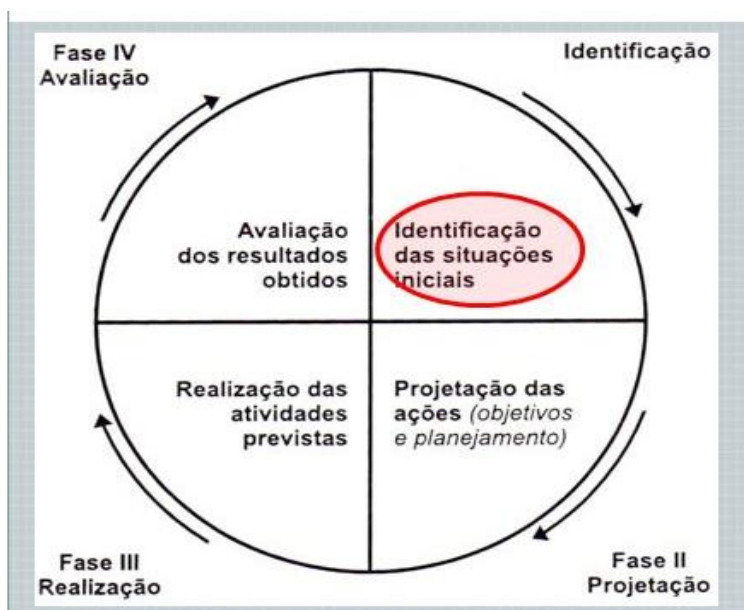 Fase IV
Avaliação
Identificação
Avaliação
dos resultados
obtidos
Identificação
das situações
iniciais
Realização das
atividades
previstas
Projetação das
ações (objetivos
e planejamento)
Fase III
Realização
Fase II
Projetação